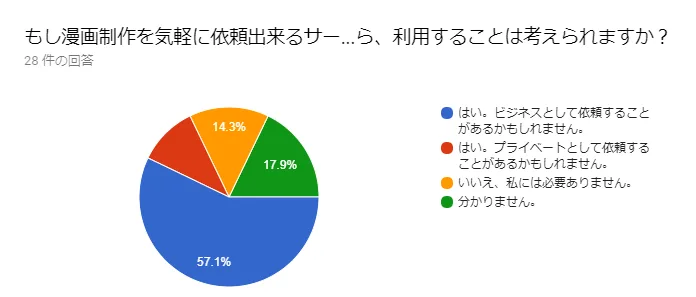 もし漫画制作を気軽に依頼出来るサー...ら、利用することは考えられますか？
28 件の回答
はい。ビジネスとして依頼すること
があるかもしれません。
はい。プライベートとして依頼する
ことがあるかもしれません。
いいえ、私には必要ありません。
分かりません。
14.3%
17.9%
57.1%